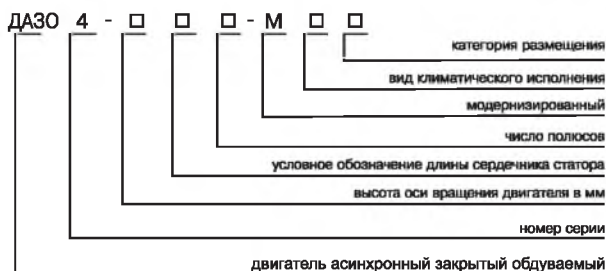 ДАЗО 4 - □ □ □ - М □ □
категория размещения
вид климатического исполнения
модернизированный
число полюсов
условное обозначение длины сердечника статора
высота оси вращения двигателя в мм
номер серии
двигатель асинхронный закрытый обдуваемый